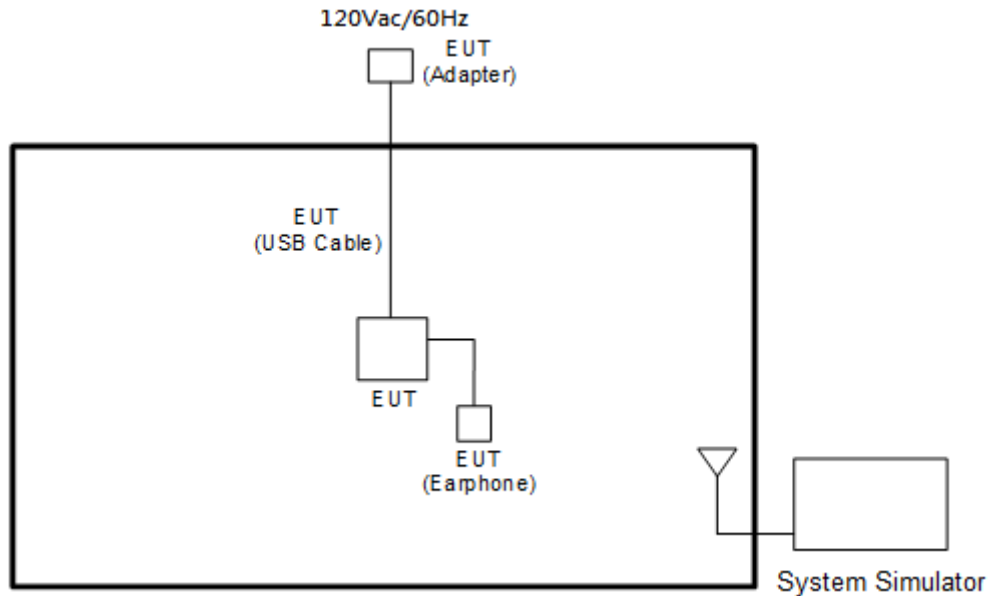 120Vac/60Hz
EUT
(Adapter)
EUT
(USB Cable)
EUT
EUT
(Earphone)
System Simulator